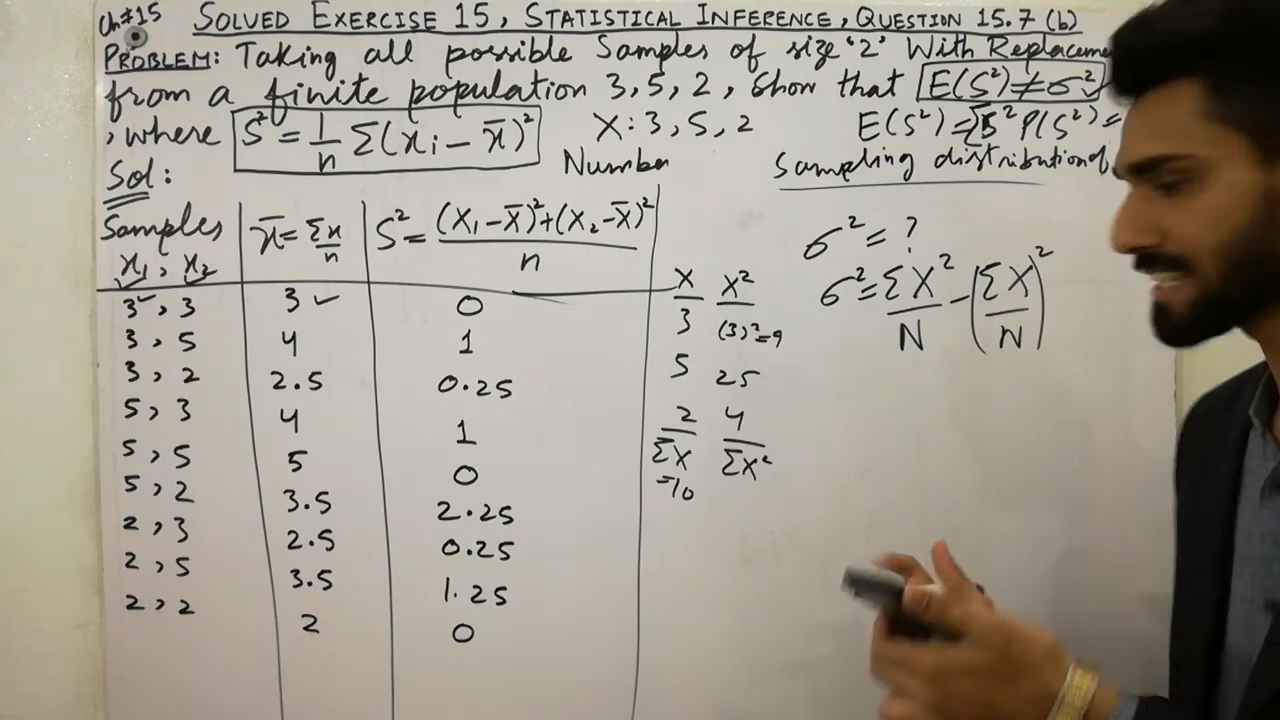 Ch#15
SOLVED EXERCISE 15, STATISTICAL INFERENCE, QUESTION 15.7 (b)
PROBLEM: Taking all possible Samples of size '2' With Replaceme
from a finite population 3, 5, 2, show that E(S²) ≠ σ²
, where S² = 1/n Σ(xi - x̄)² X: 3, 5, 2 E(S²) = ΣS² P(S²) =
Sol: Number Sampling distribution of
Samples x̄ = Σx/n S² = (X₁ - X̄)² + (X₂ - X̄)² / n
x₁, x₂
3, 3 3 0
3, 5 4 1
3, 2 2.5 0.25
5, 3 4 1
5, 5 5 0
5, 2 3.5 2.25
2, 3 2.5 0.25
2, 5 3.5 1.25
2, 2 2 0
X X²
3 (3)²=9
5 25
2 4
ΣX ΣX²
=10
σ² = ?
σ² = ΣX²/N - (ΣX/N)²